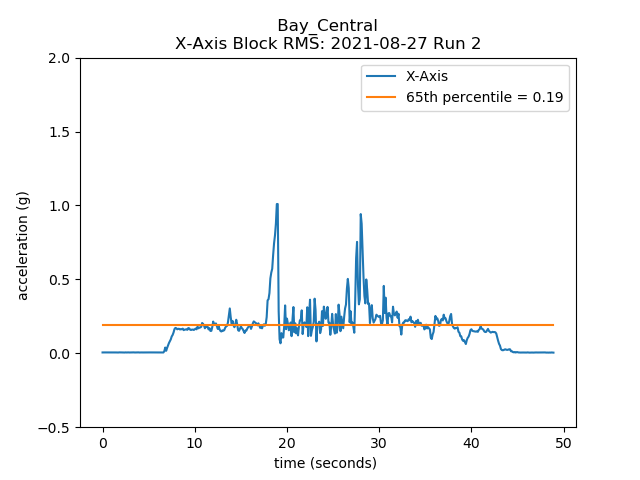 Bay_Central
X-Axis Block RMS: 2021-08-27 Run 2
2.0
1.5
1.0
0.5
0.0
−0.5
acceleration (g)
X-Axis
65th percentile = 0.19
0
10
20
30
40
50
time (seconds)